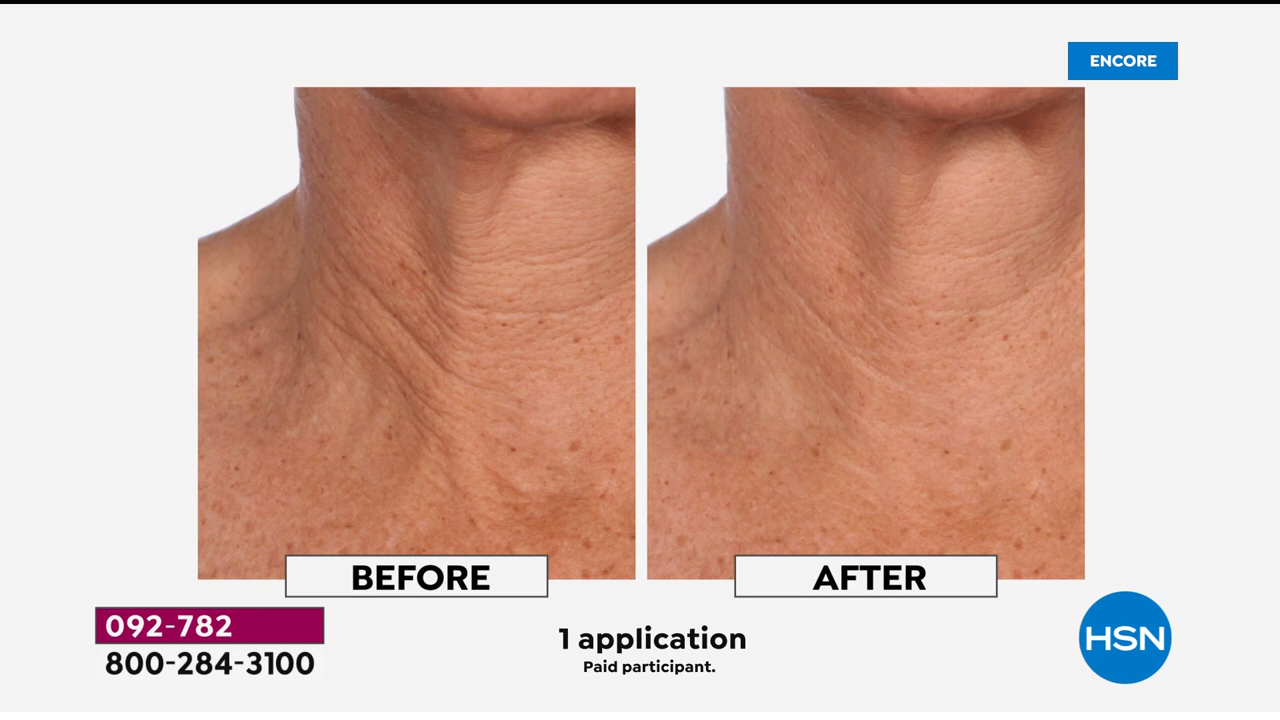 ENCORE
BEFORE
AFTER
092-782
800-284-3100
1 application
Paid participant.
HSN